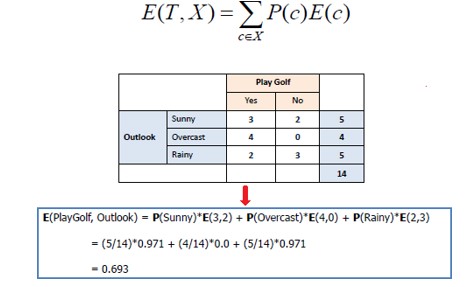 E(T, X) = ∑ P(c)E(c)
c∈X
Play Golf
Yes No
Sunny 3 2 5
Outlook Overcast 4 0 4
Rainy 2 3 5
14
E(PlayGolf, Outlook) = P(Sunny)*E(3,2) + P(Overcast)*E(4,0) + P(Rainy)*E(2,3)
= (5/14)*0.971 + (4/14)*0.0 + (5/14)*0.971
= 0.693